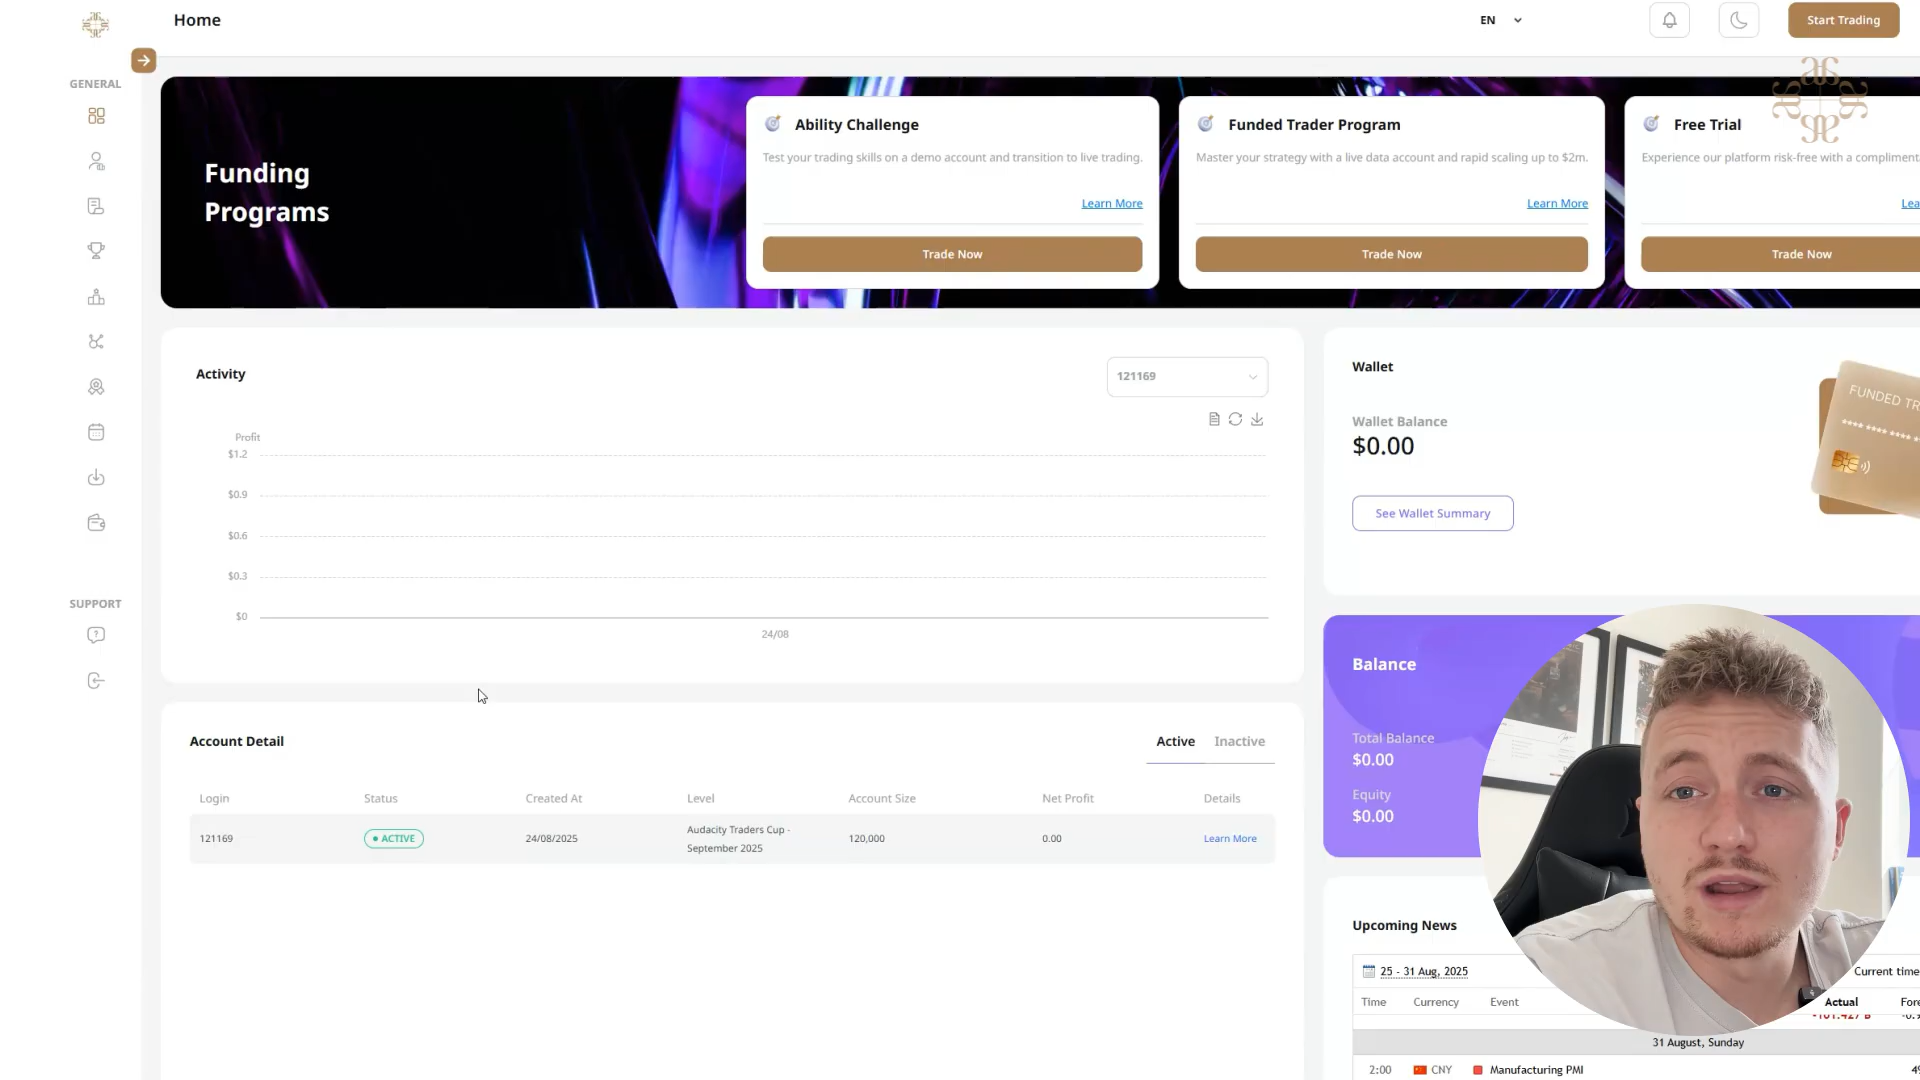 Home
EN
Start Trading
GENERAL
Funding
Programs
Ability Challenge
Test your trading skills on a demo account and transition to live trading.
Learn More
Trade Now
Funded Trader Program
Master your strategy with a live data account and rapid scaling up to $2m.
Learn More
Trade Now
Free Trial
Experience our platform risk-free with a compliment
Lea
Trade Now
Activity
121169
Profit
$1.2
$0.9
$0.6
$0.3
$0
24/08
Wallet
Wallet Balance
$0.00
See Wallet Summary
FUNDED TR
**** **** ****
SUPPORT
Account Detail
Active
Inactive
Login Status Created At Level Account Size Net Profit Details
121169 ACTIVE 24/08/2025 Audacity Traders Cup - September 2025 120,000 0.00 Learn More
Balance
Total Balance
$0.00
Equity
$0.00
Upcoming News
25 - 31 Aug, 2025
Current time
Time Currency Event Actual Fore
31 August, Sunday
2:00 CNY Manufacturing PMI